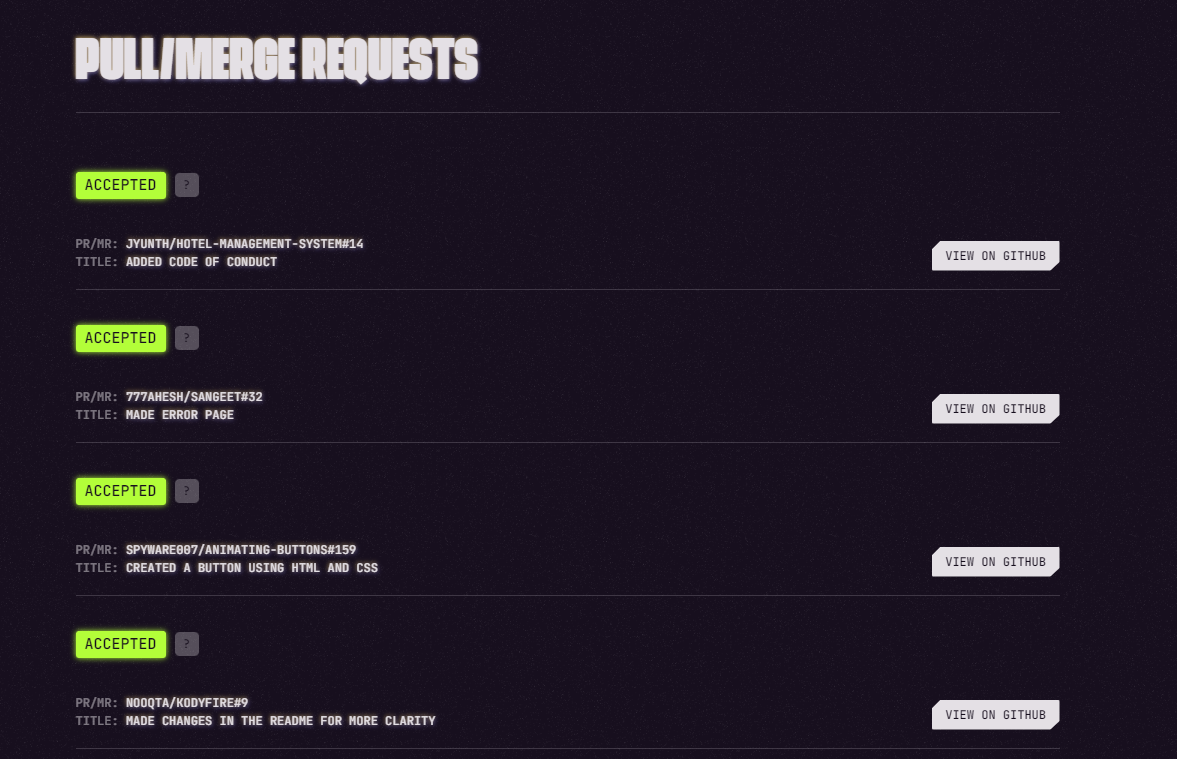 PULL/MERGE REQUESTS
ACCEPTED ?
PR/MR: JYUNTH/HOTEL-MANAGEMENT-SYSTEM#14
TITLE: ADDED CODE OF CONDUCT
VIEW ON GITHUB
ACCEPTED ?
PR/MR: 777AHESH/SANGEET#32
TITLE: MADE ERROR PAGE
VIEW ON GITHUB
ACCEPTED ?
PR/MR: SPYWARE007/ANIMATING-BUTTONS#159
TITLE: CREATED A BUTTON USING HTML AND CSS
VIEW ON GITHUB
ACCEPTED ?
PR/MR: NOOQTA/KODYFIRE#9
TITLE: MADE CHANGES IN THE README FOR MORE CLARITY
VIEW ON GITHUB